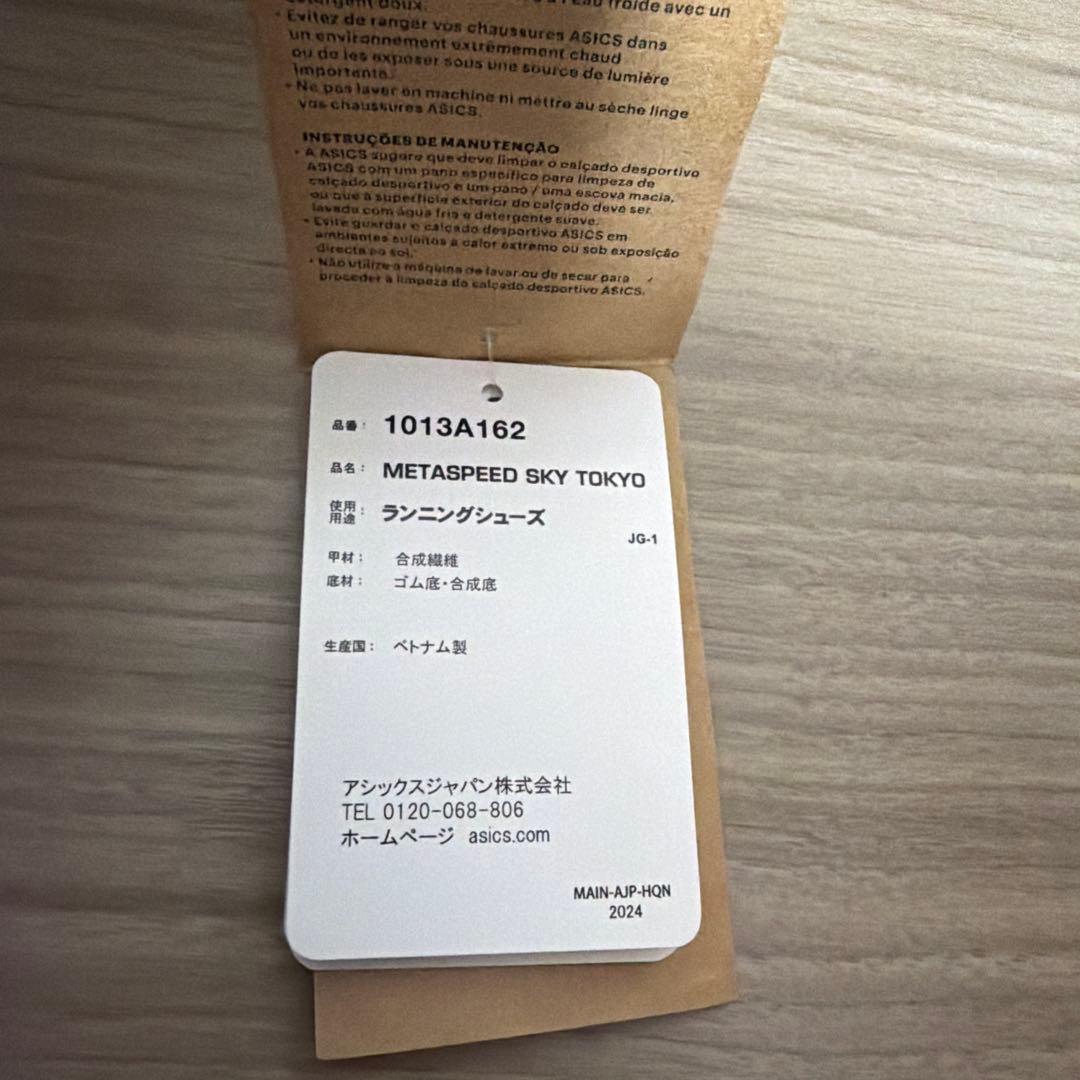 à l'eau froide avec un
détergent doux.
• Évitez de ranger vos chaussures ASICS dans
un environnement extrêmement chaud
ou de les exposer sous une source de lumière
importante.
• Ne pas laver en machine ni mettre au sèche linge
vos chaussures ASICS.
INSTRUÇÕES DE MANUTENÇÃO
• A ASICS sugere que deve limpar o calçado desportivo
ASICS com um pano específico para limpeza de
calçado desportivo e um pano / uma escova macia,
ou que a superfície exterior do calçado deve ser
lavada com água fria e detergente suave.
• Evite guardar o calçado desportivo ASICS em
ambientes sujeitos a calor extremo ou sob exposição
directa ao sol.
• Não utilize a máquina de lavar ou de secar para
proceder à limpeza do calçado desportivo ASICS.
品番： 1013A162
品名： METASPEED SKY TOKYO
使用
用途： ランニングシューズ
JG-1
甲材： 合成繊維
底材： ゴム底・合成底
生産国： ベトナム製
アシックスジャパン株式会社
TEL 0120-068-806
ホームページ asics.com
MAIN-AJP-HQN
2024